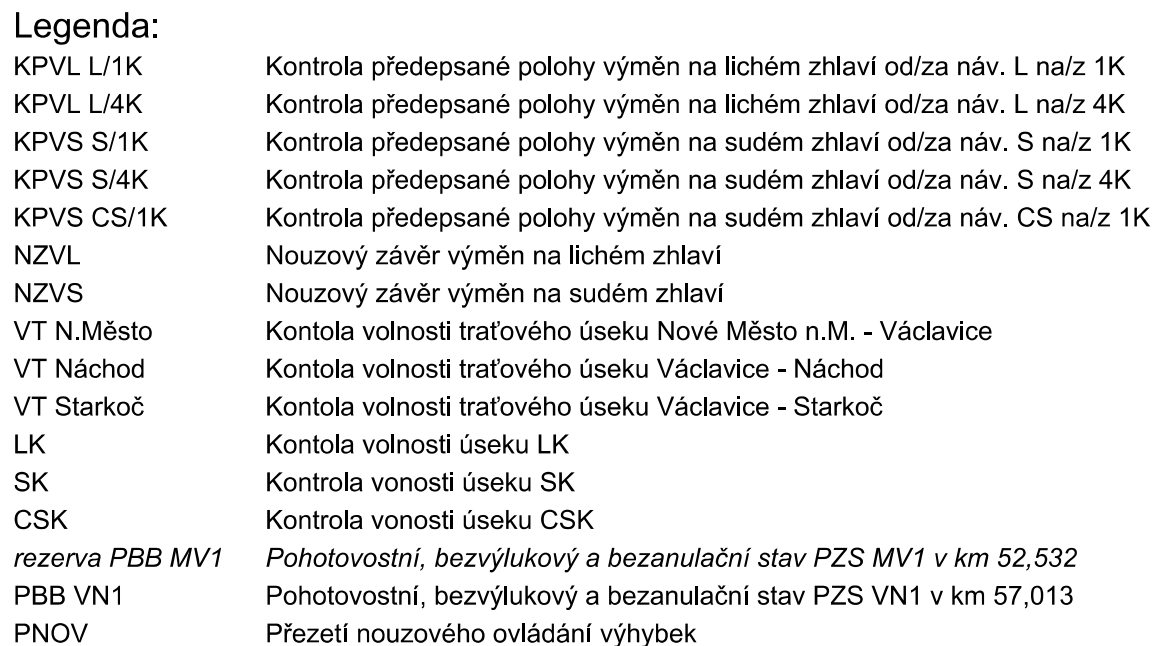 Legenda:
KPVL L/1K Kontrola předepsané polohy výměn na lichém zhlaví od/za náv. L na/z 1K
KPVL L/4K Kontrola předepsané polohy výměn na lichém zhlaví od/za náv. L na/z 4K
KPVS S/1K Kontrola předepsané polohy výměn na sudém zhlaví od/za náv. S na/z 1K
KPVS S/4K Kontrola předepsané polohy výměn na sudém zhlaví od/za náv. S na/z 4K
KPVS CS/1K Kontrola předepsané polohy výměn na sudém zhlaví od/za náv. CS na/z 1K
NZVL Nouzový závěr výměn na lichém zhlaví
NZVS Nouzový závěr výměn na sudém zhlaví
VT N.Město Kontola volnosti traťového úseku Nové Město n.M. - Václavice
VT Náchod Kontola volnosti traťového úseku Václavice - Náchod
VT Starkoč Kontola volnosti traťového úseku Václavice - Starkoč
LK Kontola volnosti úseku LK
SK Kontrola vonosti úseku SK
CSK Kontrola vonosti úseku CSK
rezerva PBB MV1 Pohotovostní, bezvýlukový a bezanulační stav PZS MV1 v km 52,532
PBB VN1 Pohotovostní, bezvýlukový a bezanulační stav PZS VN1 v km 57,013
PNOV Přezetí nouzového ovládání výhybek